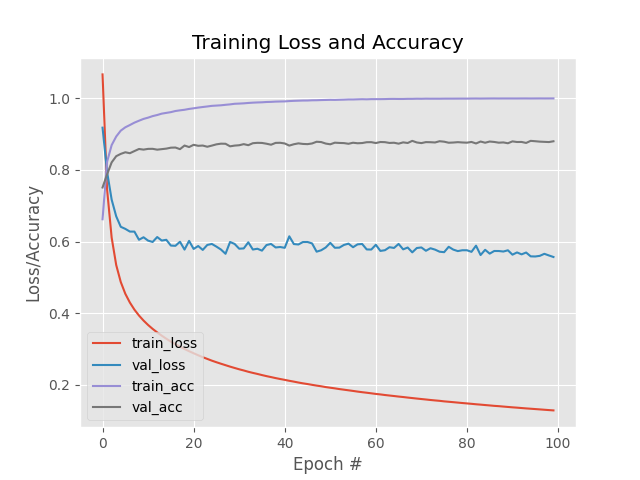 Training Loss and Accuracy
Loss/Accuracy
1.0
0.8
0.6
0.4
0.2
train_loss
val_loss
train_acc
val_acc
0 20 40 60 80 100
Epoch #